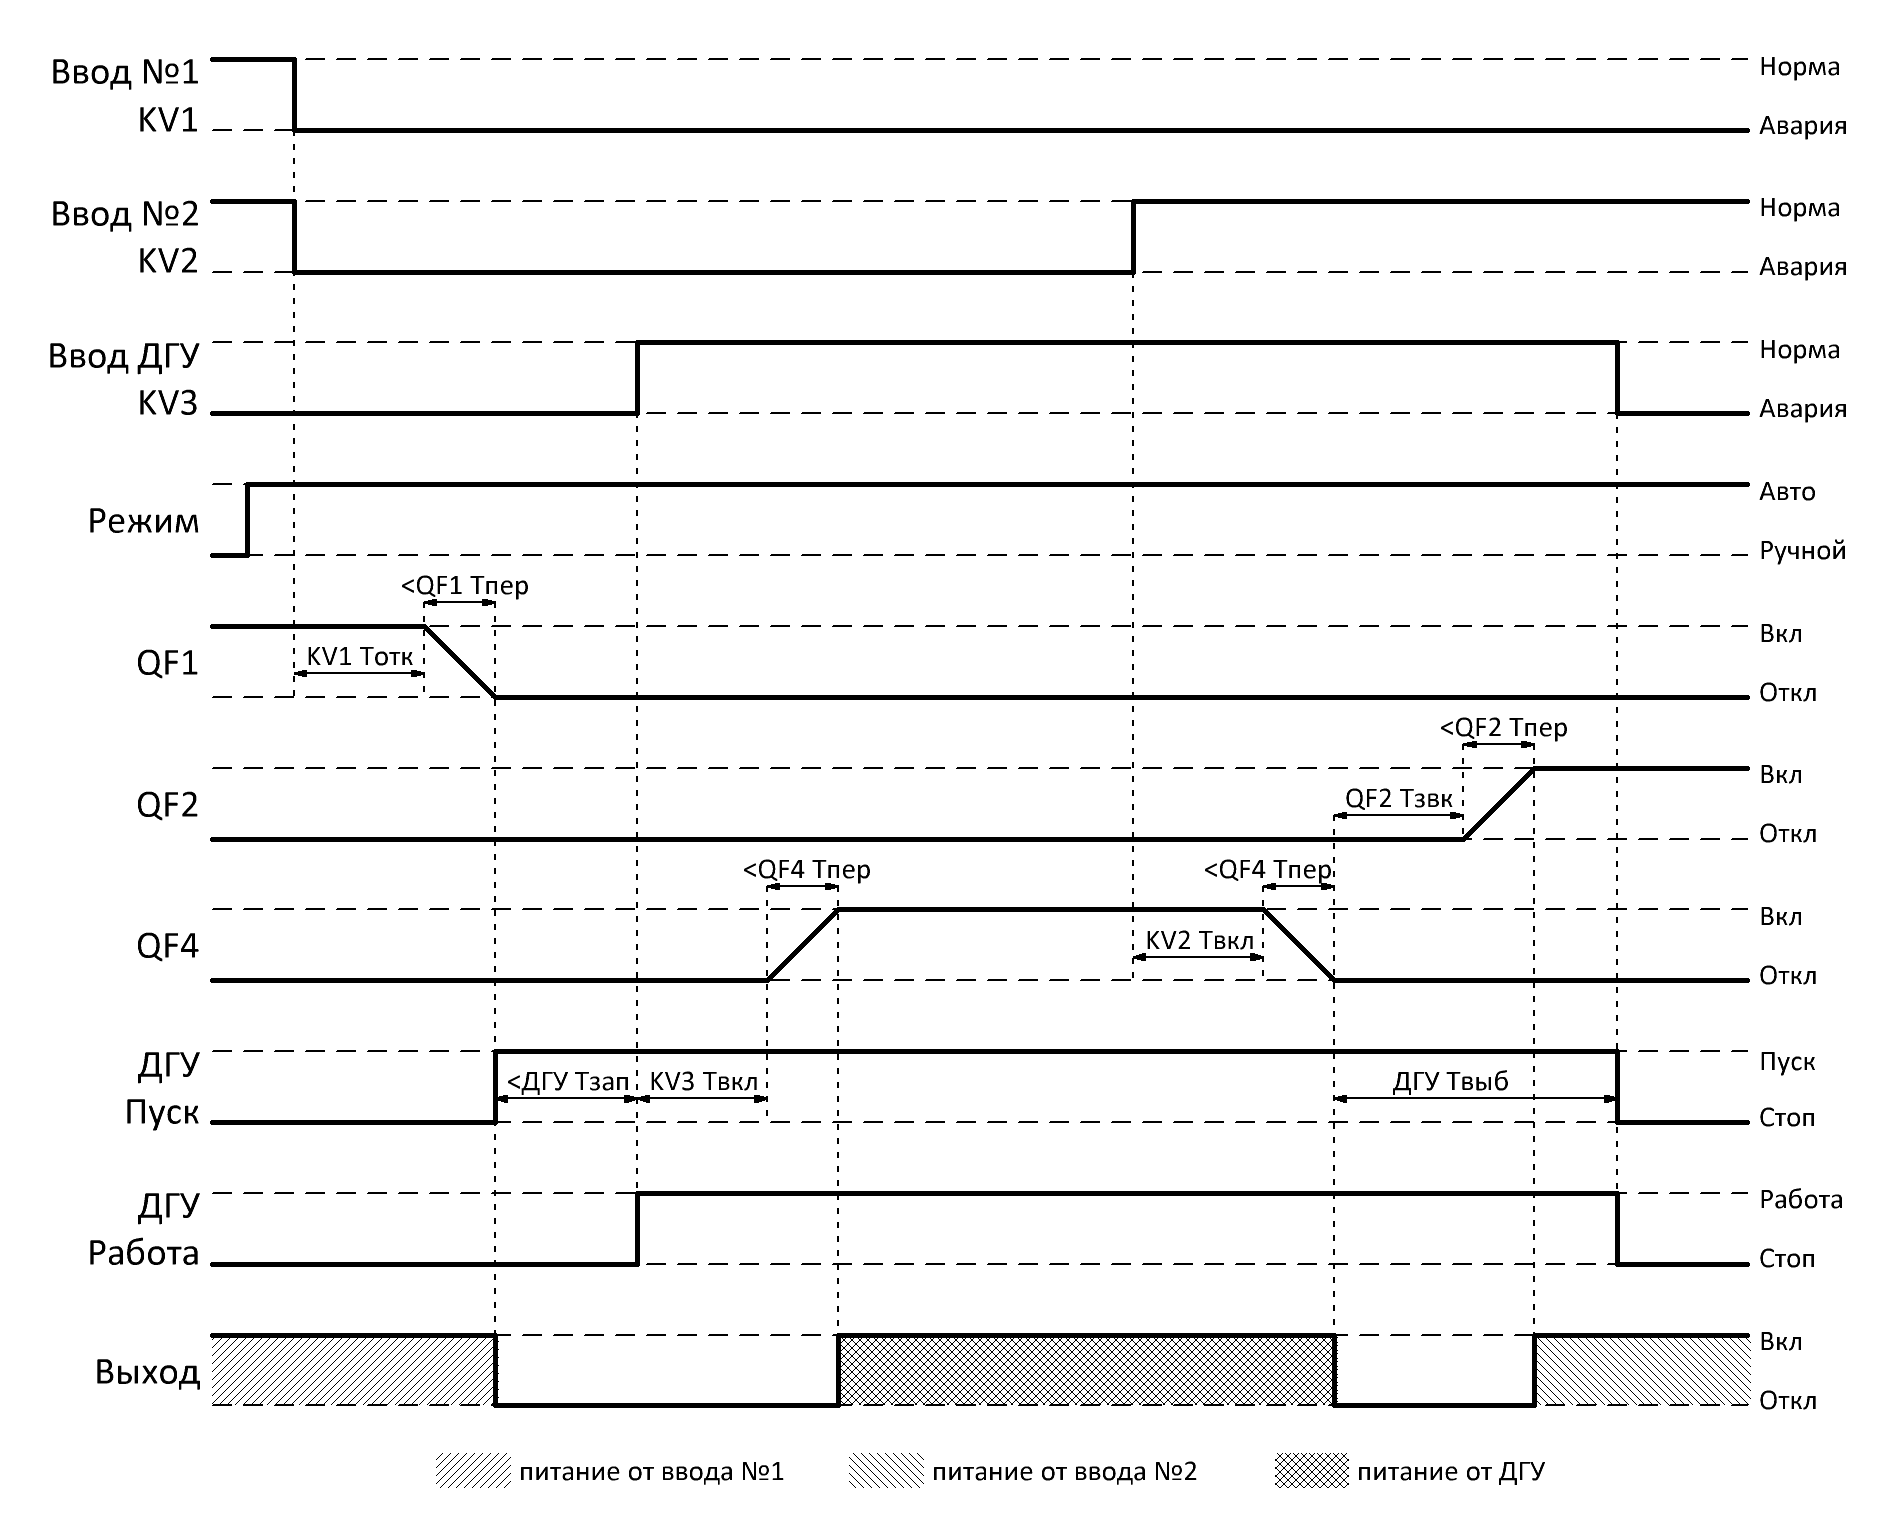 Ввод №1
KV1
Норма
Авария
Ввод №2
KV2
Норма
Авария
Ввод ДГУ
KV3
Норма
Авария
Режим
Авто
Ручной
<QF1 Тпер
QF1
KV1 Тотк
Вкл
Откл
<QF2 Тпер
QF2
QF2 Тзвк
Вкл
Откл
<QF4 Тпер
<QF4 Тпер
QF4
KV2 Твкл
Вкл
Откл
ДГУ
Пуск
<ДГУ Тзап
KV3 Твкл
ДГУ Твыб
Пуск
Стоп
ДГУ
Работа
Работа
Стоп
Выход
Вкл
Откл
питание от ввода №1
питание от ввода №2
питание от ДГУ